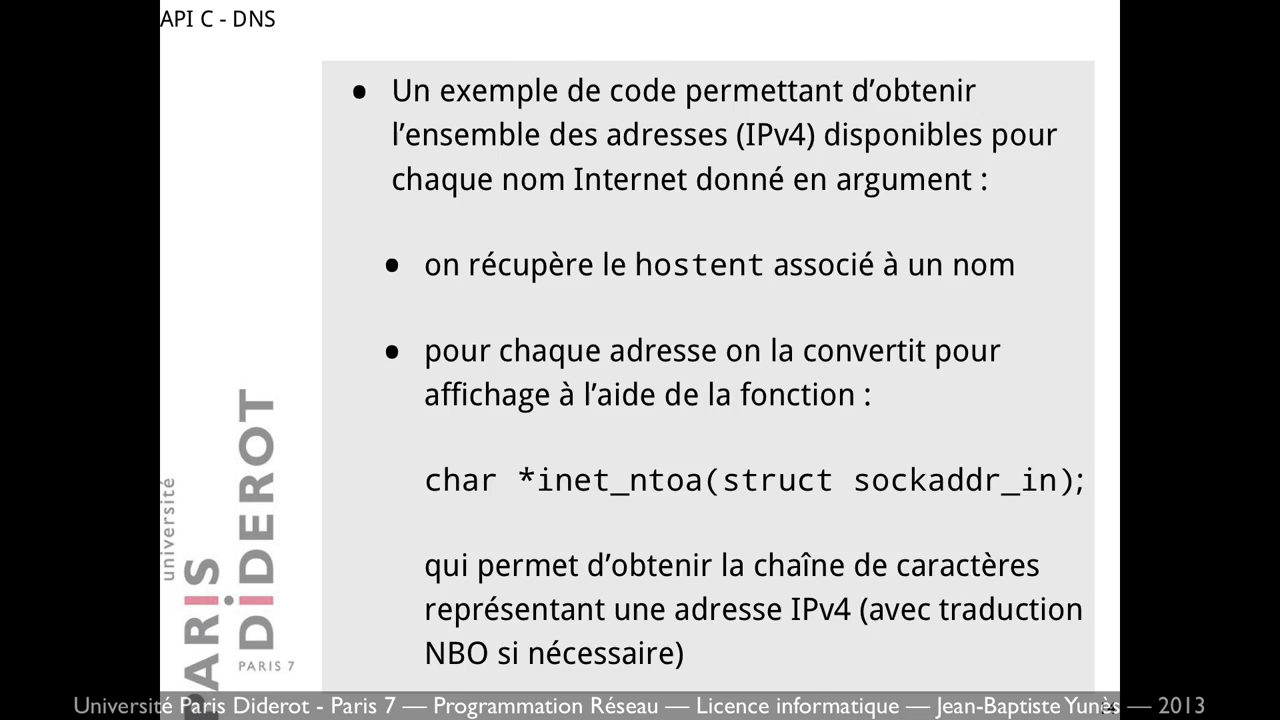 API C - DNS
• Un exemple de code permettant d’obtenir
l’ensemble des adresses (IPv4) disponibles pour
chaque nom Internet donné en argument :
• on récupère le hostent associé à un nom
• pour chaque adresse on la convertit pour
affichage à l’aide de la fonction :
char *inet_ntoa(struct sockaddr_in);
qui permet d’obtenir la chaîne de caractères
représentant une adresse IPv4 (avec traduction
NBO si nécessaire)
université
PARIS
DiDEROT
PARIS 7
Université Paris Diderot - Paris 7 — Programmation Réseau — Licence informatique — Jean-Baptiste Yunès — 2013